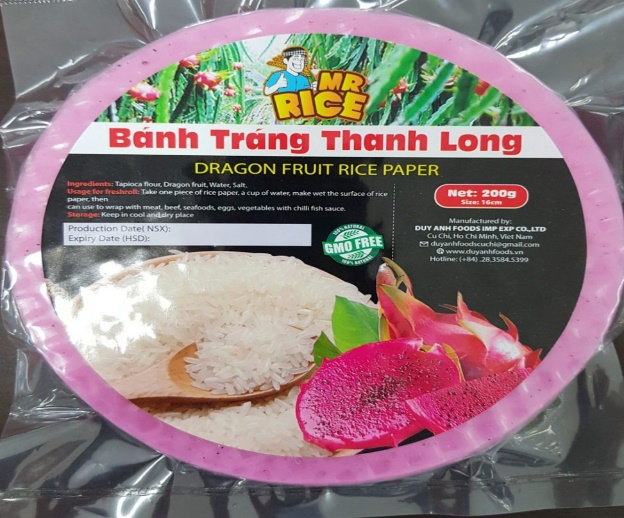 MR
RICE
Bánh Tráng Thanh Long
DRAGON FRUIT RICE PAPER
Ingredients: Tapioca flour, Dragon fruit, Water, Salt.
Usage for freshroll: Take one piece of rice paper, a cup of water, make wet the surface of rice
paper, then
can use to wrap with meat, beef, seafoods, eggs, vegetables with chilli fish sauce.
Storage: Keep in cool and dry place
Production Date( NSX):
Expiry Date (HSD):
100% NATURAL
GMO FREE
100% NATURAL
Net: 200g
Size: 16cm
Manufactured by:
DUY ANH FOODS IMP EXP CO.,LTD
Cu Chi, Ho Chi Minh, Viet Nam
duyanhfoodscuchi@gmail.com
www.duyanhfoods.vn
Hotline: (+84) .28.3584.5399